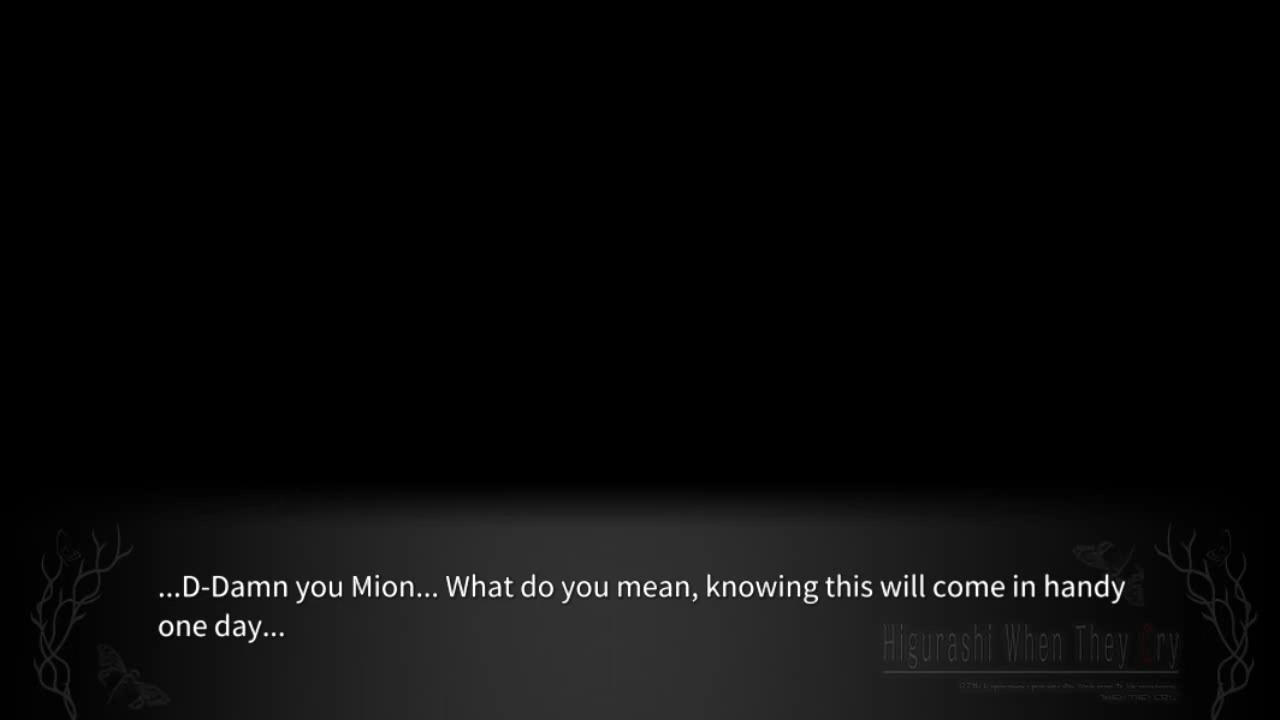 ...D-Damn you Mion... What do you mean, knowing this will come in handy
one day...
Higurashi When They Cry